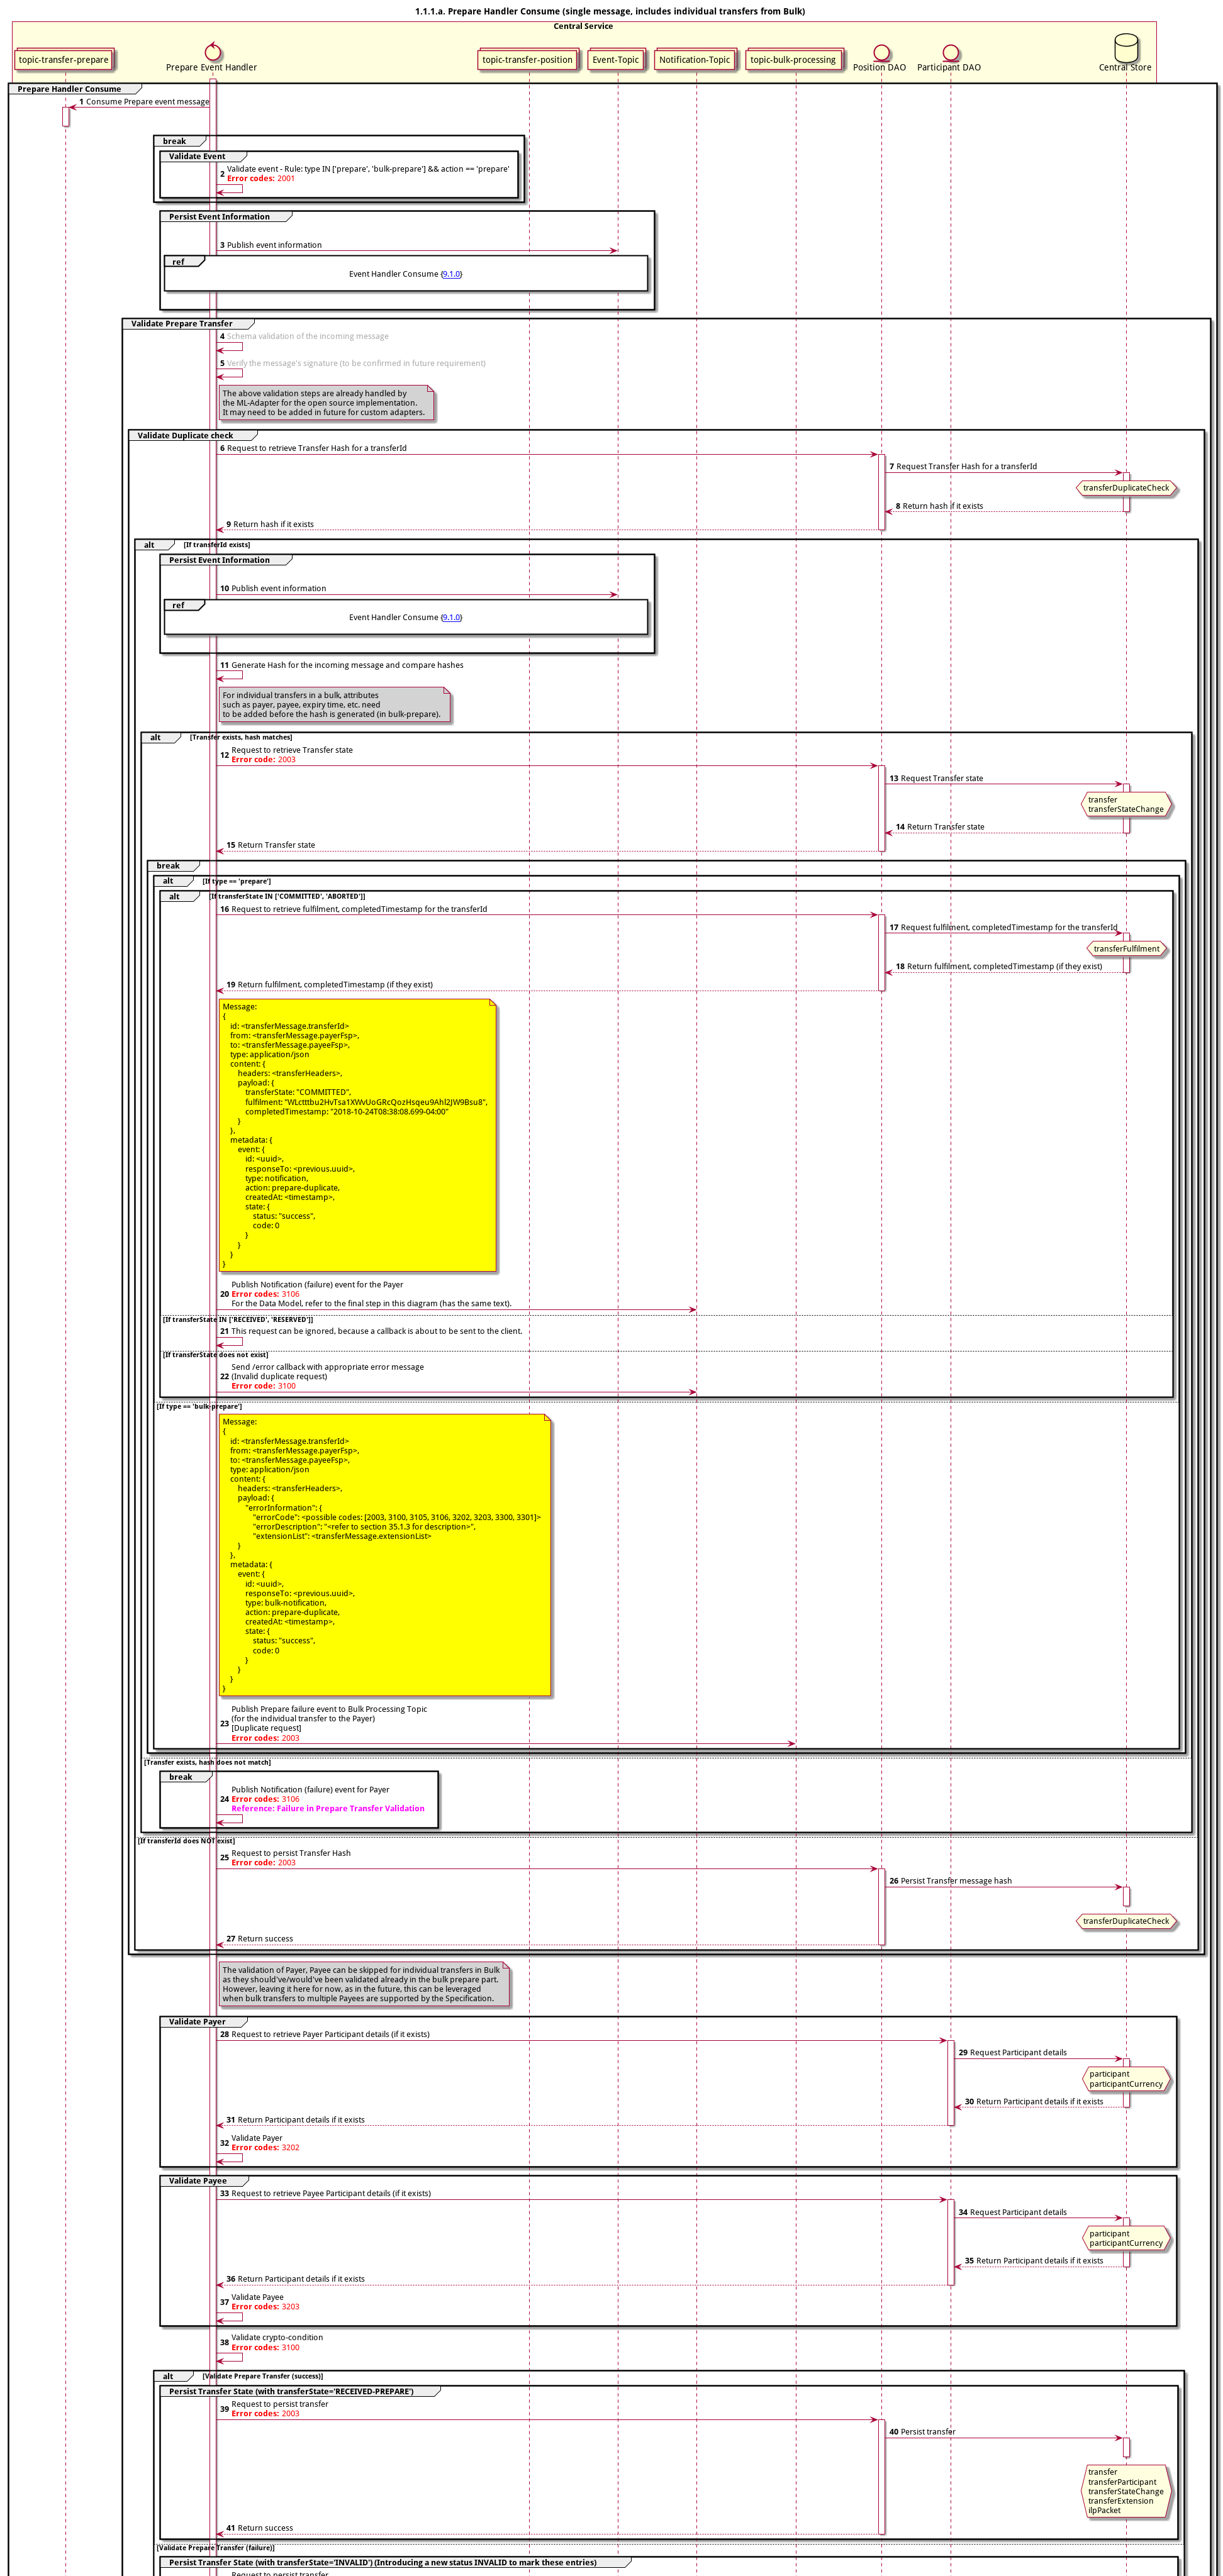 1.1.1.a. Prepare Handler Consume (single message, includes individual transfers from Bulk)
Central Service
topic-transfer-prepare
Prepare Event Handler
topic-transfer-position
Event-Topic
Notification-Topic
topic-bulk-processing
Position DAO
Participant DAO
Central Store
Prepare Handler Consume
1 Consume Prepare event message
break
Validate Event
2 Validate event - Rule: type IN ['prepare', 'bulk-prepare'] && action == 'prepare'
Error codes: 2001
Persist Event Information
3 Publish event information
ref
Event Handler Consume {9.1.0}
Validate Prepare Transfer
4 Schema validation of the incoming message
5 Verify the message's signature (to be confirmed in future requirement)
The above validation steps are already handled by
the ML-Adapter for the open source implementation.
It may need to be added in future for custom adapters.
Validate Duplicate check
6 Request to retrieve Transfer Hash for a transferId
7 Request Transfer Hash for a transferId
transferDuplicateCheck
8 Return hash if it exists
9 Return hash if it exists
alt [If transferId exists]
Persist Event Information
10 Publish event information
ref
Event Handler Consume {9.1.0}
11 Generate Hash for the incoming message and compare hashes
For individual transfers in a bulk, attributes
such as payer, payee, expiry time, etc. need
to be added before the hash is generated (in bulk-prepare).
alt [Transfer exists, hash matches]
12 Request to retrieve Transfer state
Error code: 2003
13 Request Transfer state
transfer
transferStateChange
14 Return Transfer state
15 Return Transfer state
break
alt [If type == 'prepare']
alt [If transferState IN ['COMMITTED', 'ABORTED']]
16 Request to retrieve fulfilment, completedTimestamp for the transferId
17 Request fulfilment, completedTimestamp for the transferId
transferFulfilment
18 Return fulfilment, completedTimestamp (if they exist)
19 Return fulfilment, completedTimestamp (if they exist)
Message:
{
id: <transferMessage.transferId>
from: <transferMessage.payerFsp>,
to: <transferMessage.payeeFsp>,
type: application/json
content: {
headers: <transferHeaders>,
payload: {
transferState: "COMMITTED",
fulfilment: "WLctttbu2HvTsa1XWvUoGRcQozHsqeu9Ahl2JW9Bsu8",
completedTimestamp: "2018-10-24T08:38:08.699-04:00"
}
},
metadata: {
event: {
id: <uuid>,
responseTo: <previous.uuid>,
type: notification,
action: prepare-duplicate,
createdAt: <timestamp>,
state: {
status: "success",
code: 0
}
}
}
}
20 Publish Notification (failure) event for the Payer
Error codes: 3106
For the Data Model, refer to the final step in this diagram (has the same text).
[If transferState IN ['RECEIVED', 'RESERVED']]
21 This request can be ignored, because a callback is about to be sent to the client.
[If transferState does not exist]
22 Send /error callback with appropriate error message
(Invalid duplicate request)
Error code: 3100
[If type == 'bulk-prepare']
Message:
{
id: <transferMessage.transferId>
from: <transferMessage.payerFsp>,
to: <transferMessage.payeeFsp>,
type: application/json
content: {
headers: <transferHeaders>,
payload: {
"errorInformation": {
"errorCode": <possible codes: [2003, 3100, 3105, 3106, 3202, 3203, 3300, 3301]>
"errorDescription": "<refer to section 35.1.3 for description>",
"extensionList": <transferMessage.extensionList>
}
},
metadata: {
event: {
id: <uuid>,
responseTo: <previous.uuid>,
type: bulk-notification,
action: prepare-duplicate,
createdAt: <timestamp>,
state: {
status: "success",
code: 0
}
}
}
}
23 Publish Prepare failure event to Bulk Processing Topic
(for the individual transfer to the Payer)
[Duplicate request]
Error codes: 2003
[Transfer exists, hash does not match]
break
24 Publish Notification (failure) event for Payer
Error codes: 3106
Reference: Failure in Prepare Transfer Validation
[If transferId does NOT exist]
25 Request to persist Transfer Hash
Error code: 2003
26 Persist Transfer message hash
transferDuplicateCheck
27 Return success
The validation of Payer, Payee can be skipped for individual transfers in Bulk
as they should've/would've been validated already in the bulk prepare part.
However, leaving it here for now, as in the future, this can be leveraged
when bulk transfers to multiple Payees are supported by the Specification.
Validate Payer
28 Request to retrieve Payer Participant details (if it exists)
29 Request Participant details
participant
participantCurrency
30 Return Participant details if it exists
31 Return Participant details if it exists
32 Validate Payer
Error codes: 3202
Validate Payee
33 Request to retrieve Payee Participant details (if it exists)
34 Request Participant details
participant
participantCurrency
35 Return Participant details if it exists
36 Return Participant details if it exists
37 Validate Payee
Error codes: 3203
38 Validate crypto-condition
Error codes: 3100
alt [Validate Prepare Transfer (success)]
Persist Transfer State (with transferState='RECEIVED-PREPARE')
39 Request to persist transfer
Error codes: 2003
40 Persist transfer
transfer
transferParticipant
transferStateChange
transferExtension
ilpPacket
41 Return success
[Validate Prepare Transfer (failure)]
Persist Transfer State (with transferState='INVALID') (Introducing a new status INVALID to mark these entries)